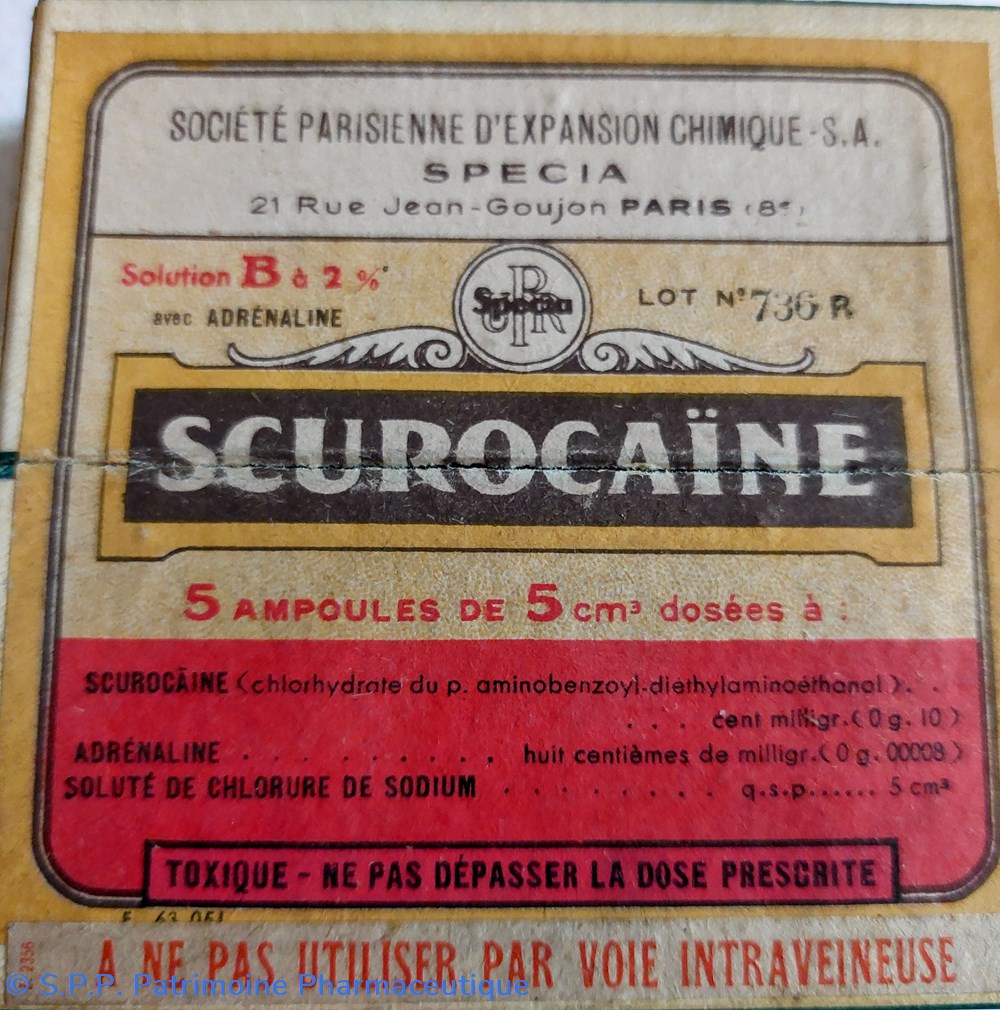 SOCIÉTÉ PARISIENNE D'EXPANSION CHIMIQUE - S.A.
SPECIA
21 Rue Jean-Goujon PARIS (8e)
Solution B à 2 %
avec ADRÉNALINE
Specia
LOT No 736 R
SCUROCAÏNE
5 AMPOULES DE 5 cm³ dosées à :
SCUROCAÏNE (chlorhydrate du p. aminobenzoyl-diéthylaminoéthanol). .
. . . cent milligr. (0 g. 10)
ADRÉNALINE . . . . . . . . . . huit centièmes de milligr. (0 g. 00008)
SOLUTÉ DE CHLORURE DE SODIUM . . . . . . . . q.s.p...... 5 cm³
TOXIQUE - NE PAS DÉPASSER LA DOSE PRESCRITE
A NE PAS UTILISER PAR VOIE INTRAVEINEUSE
© S.P.P. Patrimoine Pharmaceutique